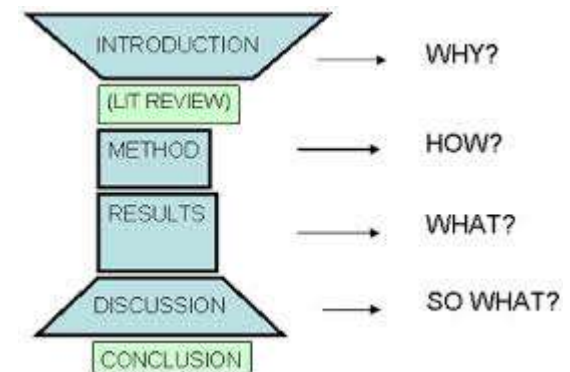 INTRODUCTION WHY?
(LIT REVIEW)
METHOD HOW?
RESULTS WHAT?
DISCUSSION SO WHAT?
CONCLUSION